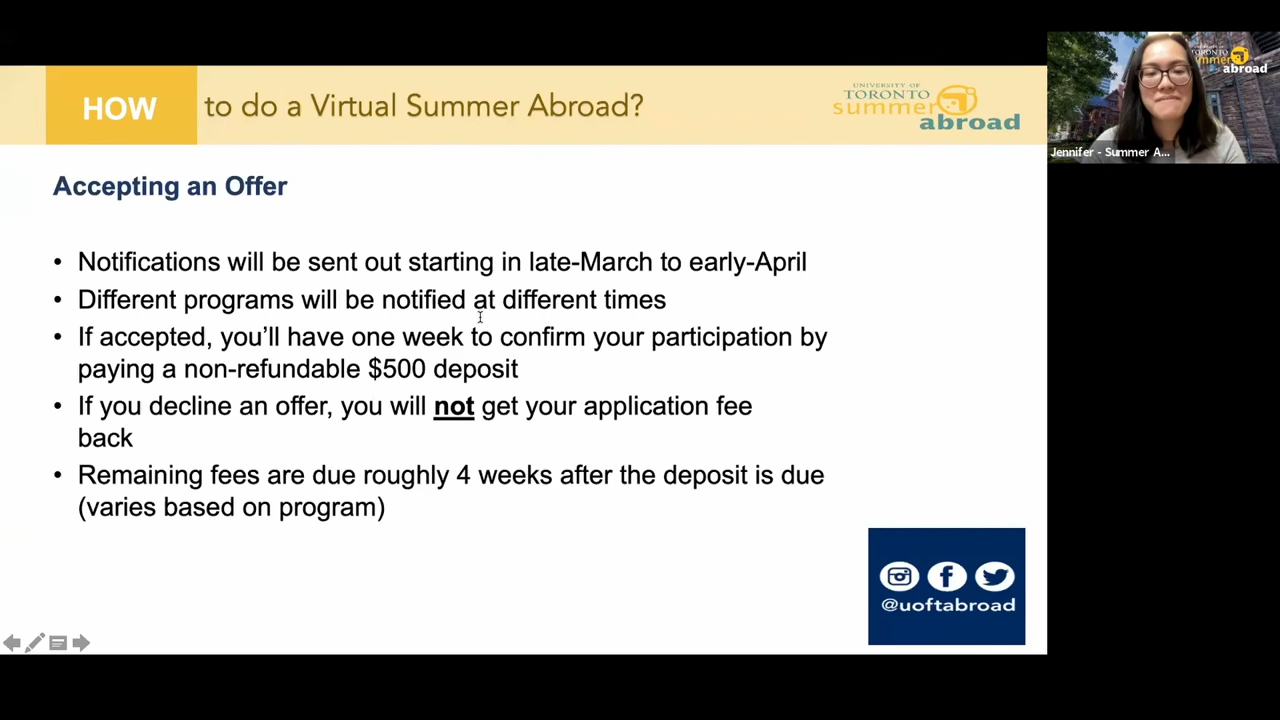 HOW to do a Virtual Summer Abroad?
UNIVERSITY OF
TORONTO
summer
abroad
TORONTO
abroad
Jennifer - Summer A...
Accepting an Offer
• Notifications will be sent out starting in late-March to early-April
• Different programs will be notified at different times
• If accepted, you’ll have one week to confirm your participation by
paying a non-refundable $500 deposit
• If you decline an offer, you will not get your application fee
back
• Remaining fees are due roughly 4 weeks after the deposit is due
(varies based on program)
@uoftabroad